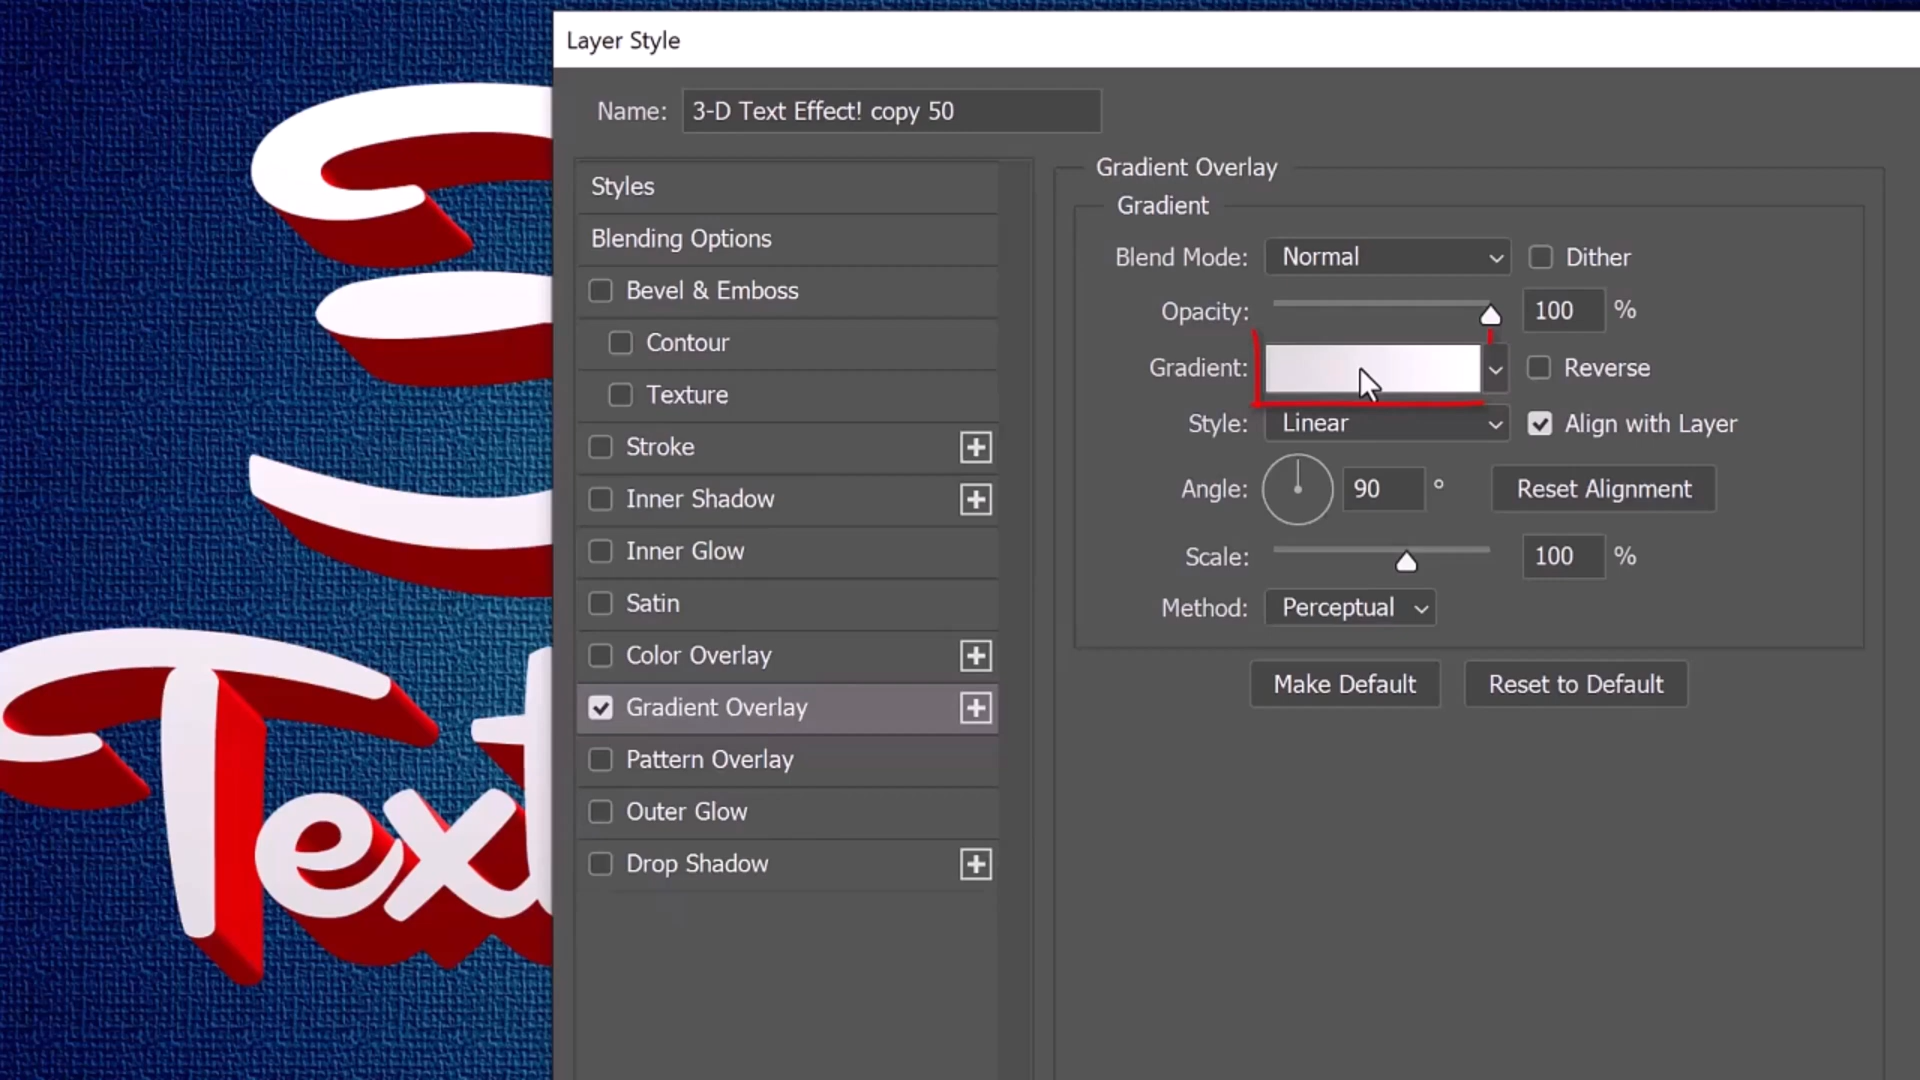 Layer Style
Name: 3-D Text Effect! copy 50
Styles
Blending Options
Bevel & Emboss
Contour
Texture
Stroke
Inner Shadow
Inner Glow
Satin
Color Overlay
Gradient Overlay
Pattern Overlay
Outer Glow
Drop Shadow
Gradient Overlay
Gradient
Blend Mode: Normal Dither
Opacity: 100 %
Gradient: Reverse
Style: Linear Align with Layer
Angle: 90 ° Reset Alignment
Scale: 100 %
Method: Perceptual
Make Default Reset to Default
Text